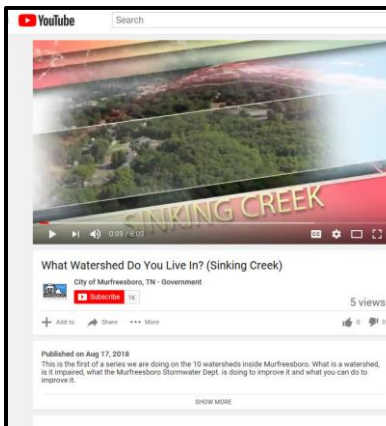 YouTube
Search
SINKING CREEK
0:09 / 6:03
CC
What Watershed Do You Live In? (Sinking Creek)
City of Murfreesboro, TN - Government
Subscribe 1K
5 views
Add to Share More
0 0
Published on Aug 17, 2018
This is the first of a series we are doing on the 10 watersheds inside Murfreesboro. What is a watershed,
is it impaired, what the Murfreesboro Stormwater Dept. is doing to improve it and what you can do to
improve it.
SHOW MORE